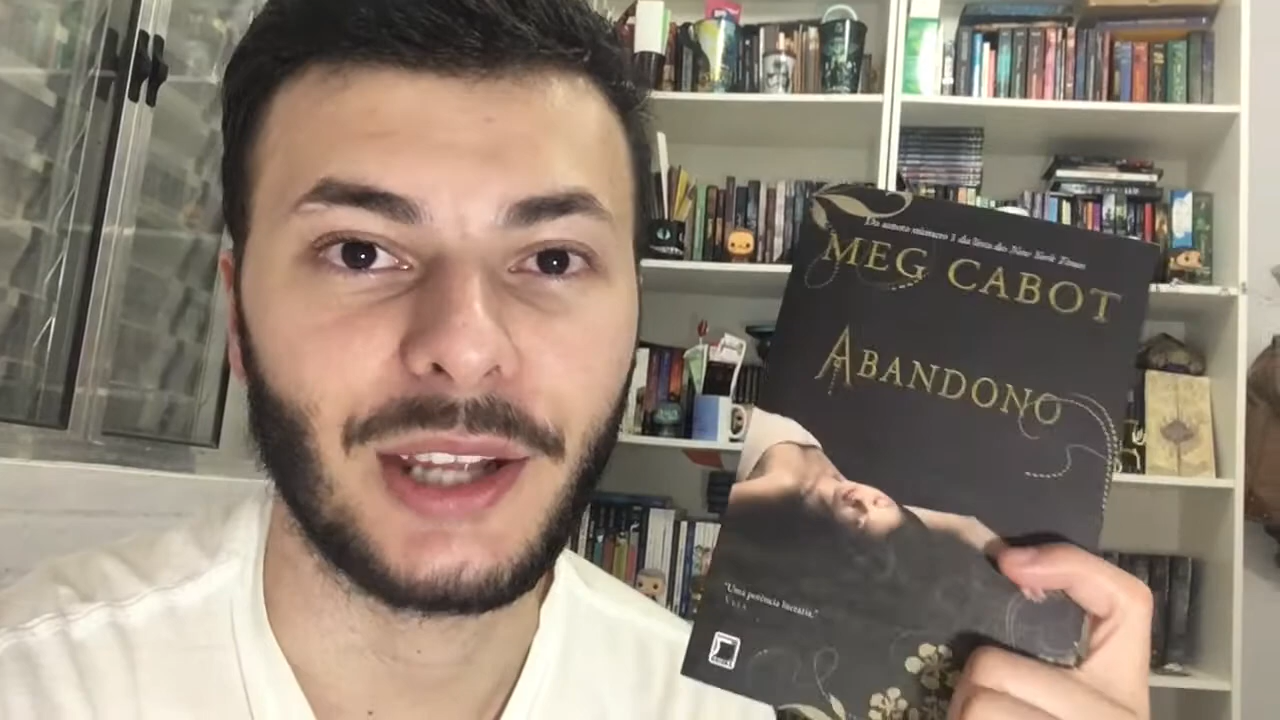 Da autora número 1 da lista do New York Times
MEG CABOT
ABANDONO
"Uma potência literária."